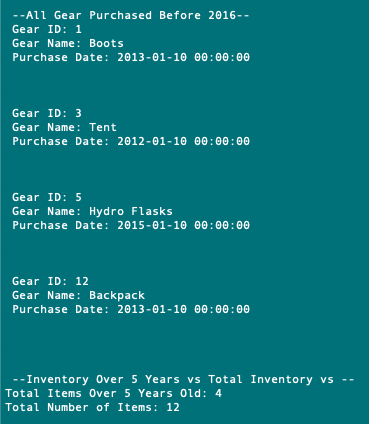 --All Gear Purchased Before 2016--
Gear ID: 1
Gear Name: Boots
Purchase Date: 2013-01-10 00:00:00
Gear ID: 3
Gear Name: Tent
Purchase Date: 2012-01-10 00:00:00
Gear ID: 5
Gear Name: Hydro Flasks
Purchase Date: 2015-01-10 00:00:00
Gear ID: 12
Gear Name: Backpack
Purchase Date: 2013-01-10 00:00:00
--Inventory Over 5 Years vs Total Inventory vs --
Total Items Over 5 Years Old: 4
Total Number of Items: 12